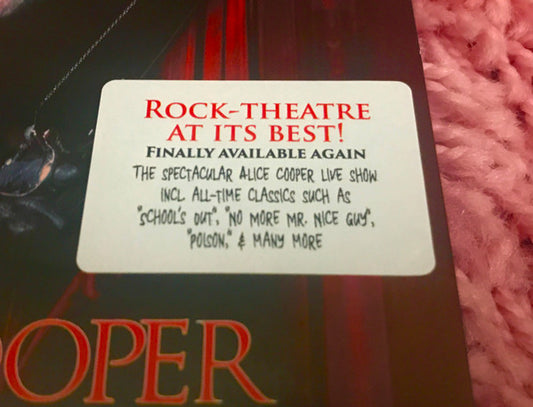 ROCK-THEATRE
AT ITS BEST!
FINALLY AVAILABLE AGAIN
THE SPECTACULAR ALICE COOPER LIVE SHOW
INCL. ALL-TIME CLASSICS SUCH AS
"SCHOOL'S OUT", "NO MORE MR. NICE GUY",
"POISON," & MANY MORE
OOPER